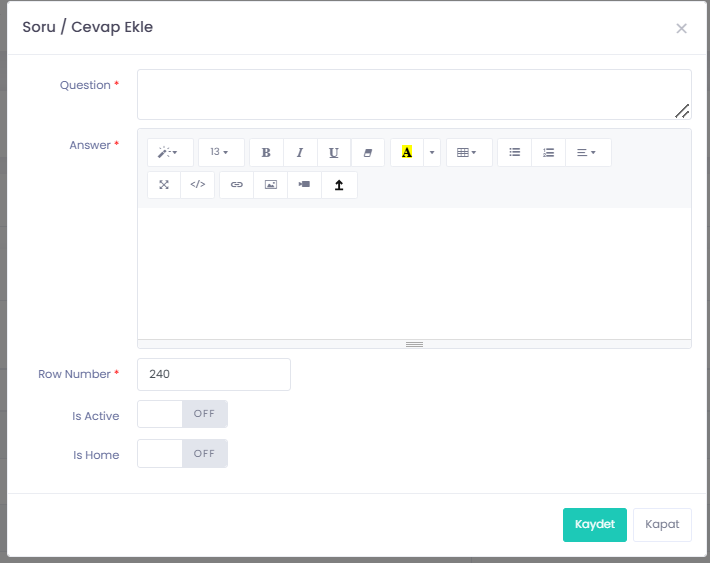 Soru / Cevap Ekle
Question *
Answer *
13
B I U A
</>
Row Number * 240
Is Active OFF
Is Home OFF
Kaydet Kapat